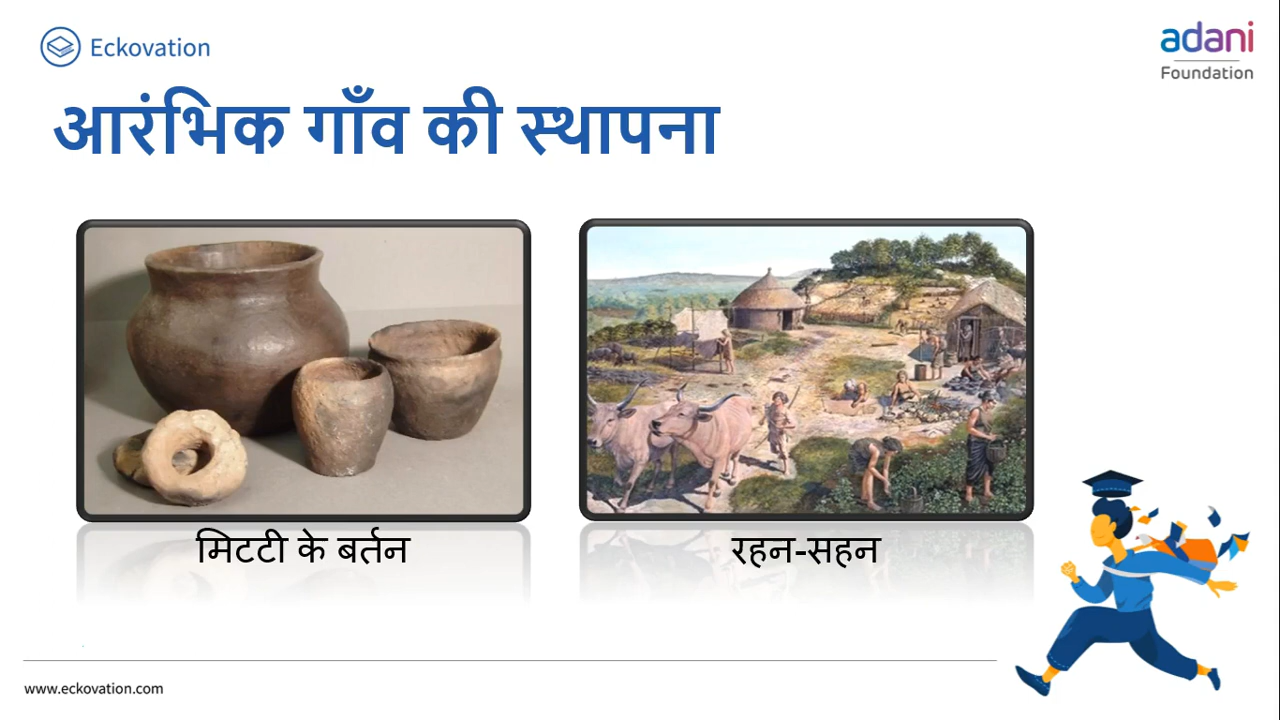 Eckovation
adani
Foundation
आरंभिक गाँव की स्थापना
मिटटी के बर्तन
रहन-सहन
www.eckovation.com